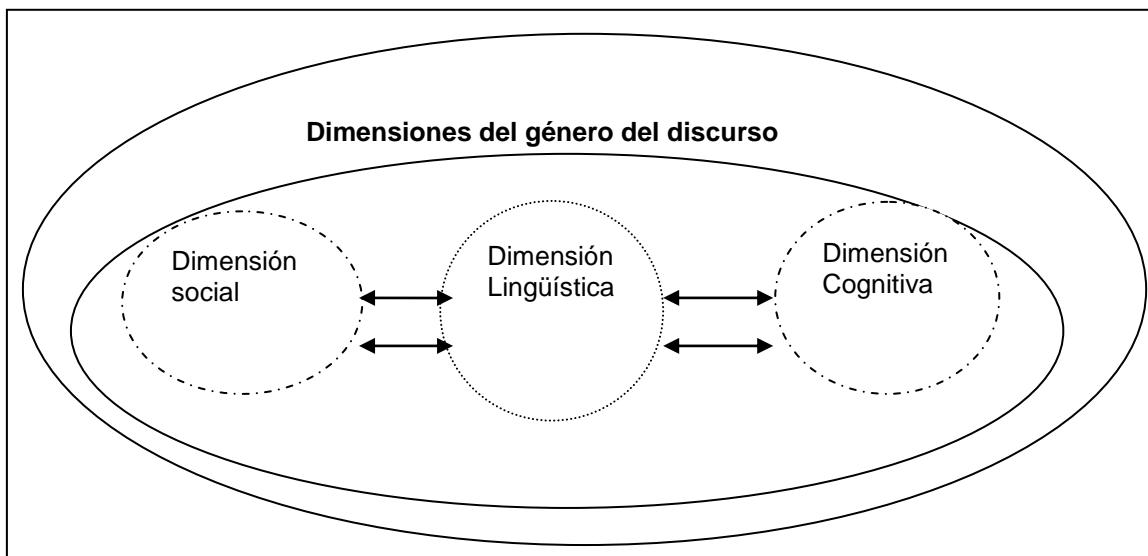 Dimensiones del género del discurso
Dimensión
social
Dimensión
Lingüística
Dimensión
Cognitiva